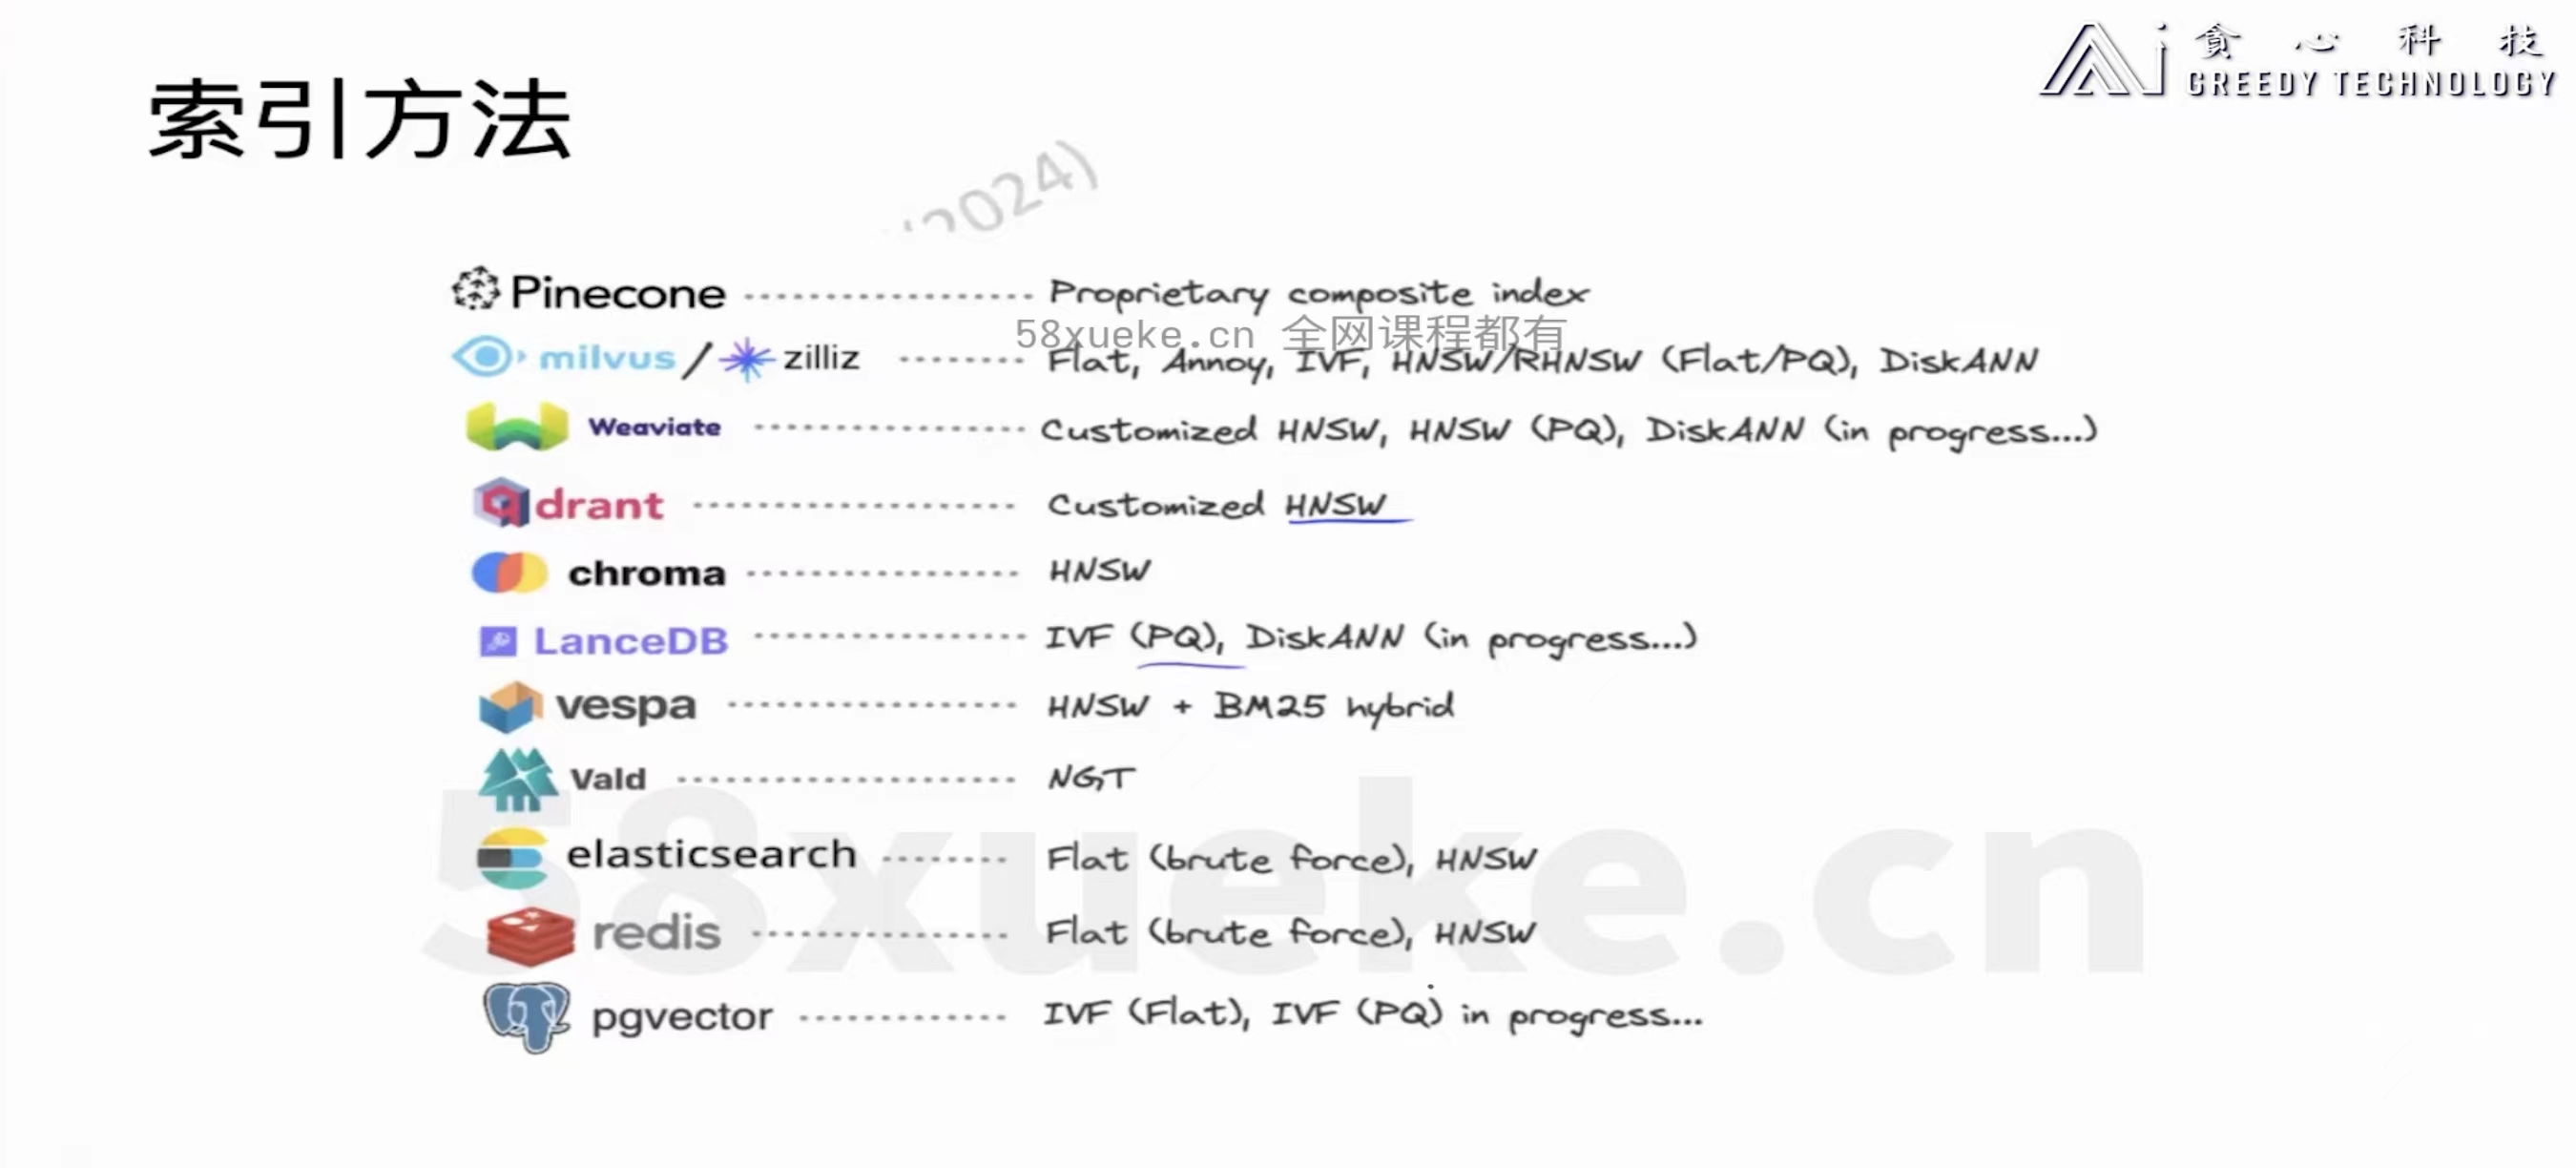 貪心科技
GREEDY TECHNOLOGY
索引方法
2024)
Pinecone Proprietary composite index
58xueke.cn 全网课程都有
milvus / zilliz Flat, Annoy, IVF, HNSW/RHNSW (Flat/PQ), DiskANN
Weaviate Customized HNSW, HNSW (PQ), DiskANN (in progress...)
qdrant Customized HNSW
chroma HNSW
LanceDB IVF (PQ), DiskANN (in progress...)
vespa HNSW + BM25 hybrid
Vald NGT
58xueke.cn
elasticsearch Flat (brute force), HNSW
redis Flat (brute force), HNSW
pgvector IVF (Flat), IVF (PQ) in progress...